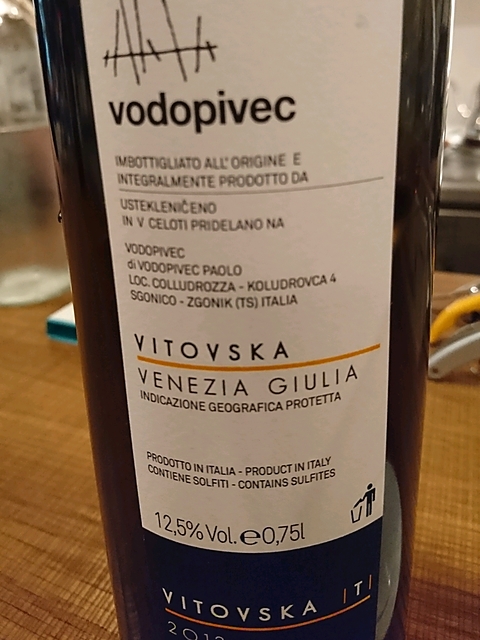 vodopivec
IMBOTTIGLIATO ALL' ORIGINE E
INTEGRALMENTE PRODOTTO DA
USTEKLENIČENO
IN V CELOTI PRIDELANO NA
VODOPIVEC
di VODOPIVEC PAOLO
LOC. COLLUDROZZA - KOLUDROVCA 4
SGONICO - ZGONIK (TS) ITALIA
VITOVSKA
VENEZIA GIULIA
INDICAZIONE GEOGRAFICA PROTETTA
PRODOTTO IN ITALIA - PRODUCT IN ITALY
CONTIENE SOLFITI - CONTAINS SULFITES
12,5% Vol. e 0,75l
VITOVSKA |T|